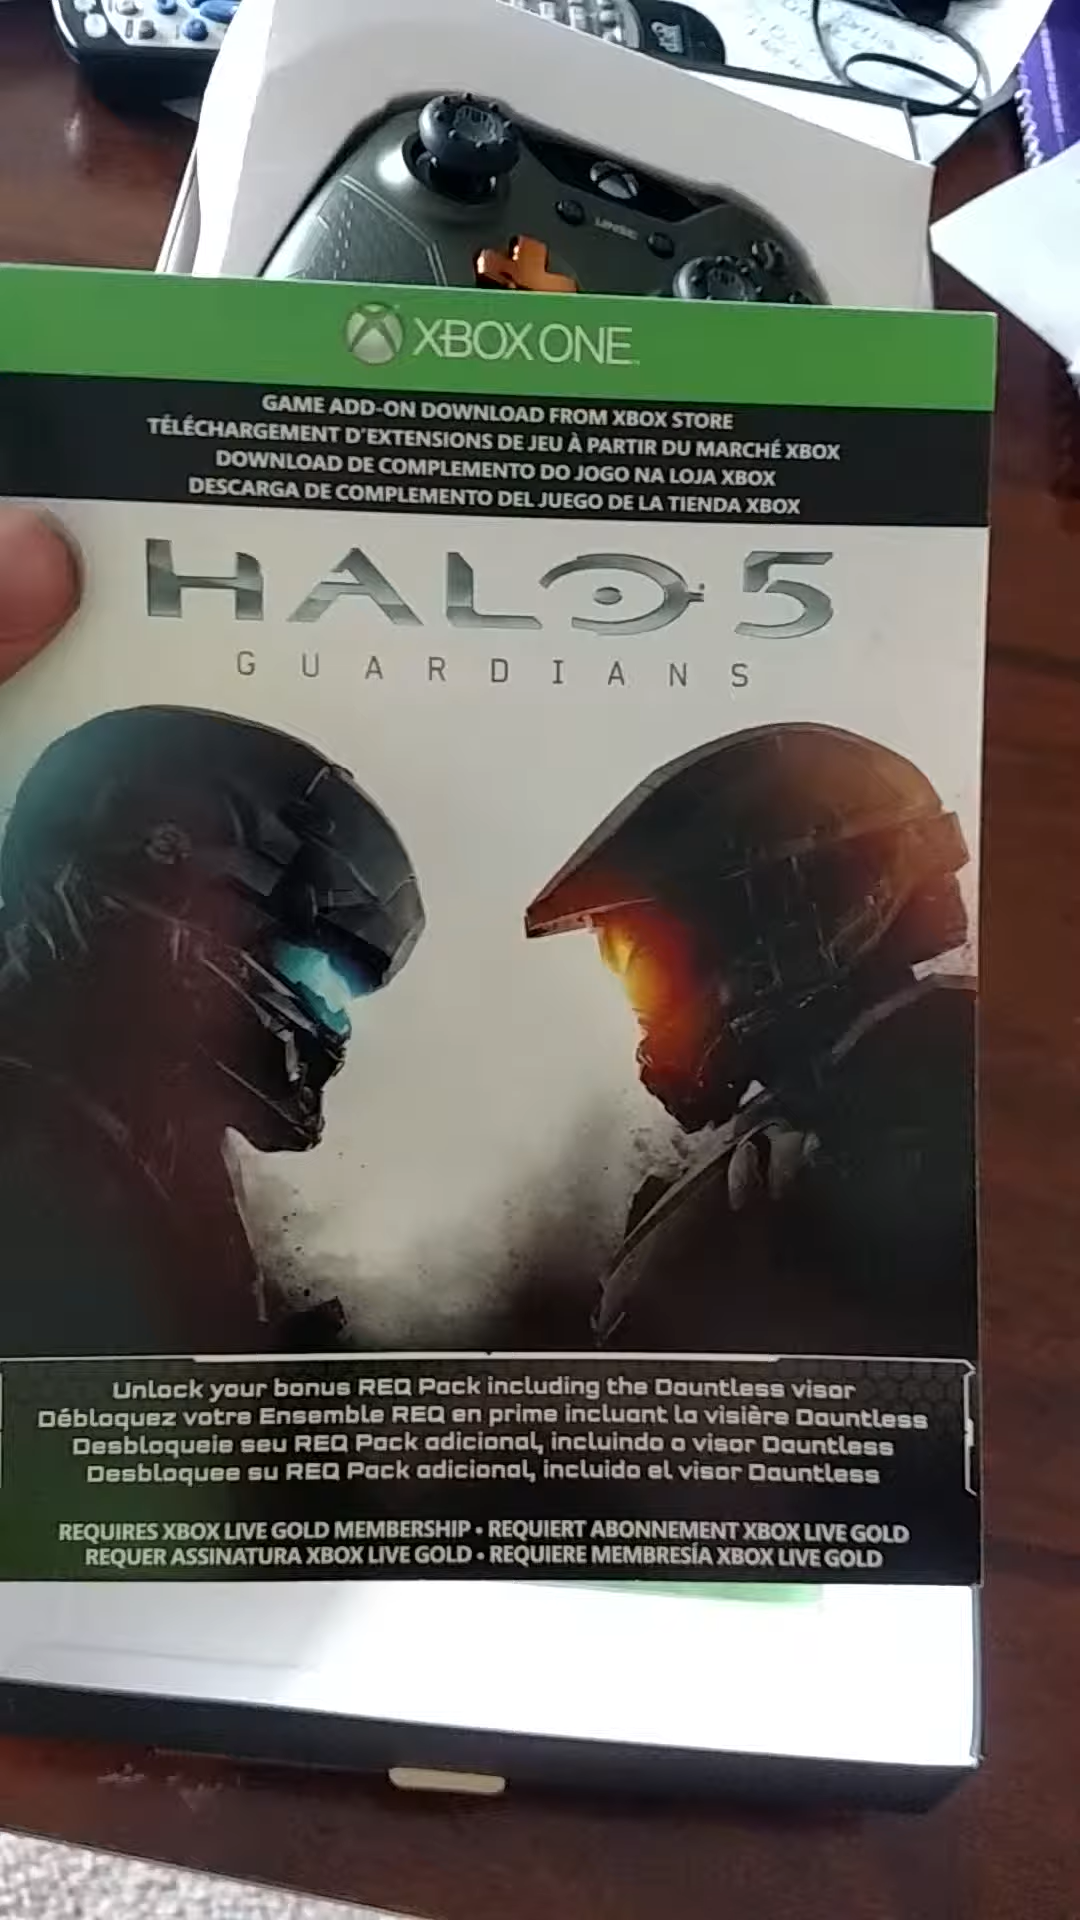 XBOX ONE
GAME ADD-ON DOWNLOAD FROM XBOX STORE
TÉLÉCHARGEMENT D'EXTENSIONS DE JEU À PARTIR DU MARCHÉ XBOX
DOWNLOAD DE COMPLEMENTO DO JOGO NA LOJA XBOX
DESCARGA DE COMPLEMENTO DEL JUEGO DE LA TIENDA XBOX
HALO 5
GUARDIANS
Unlock your bonus REQ Pack including the Dauntless visor
Débloquez votre Ensemble REQ en prime incluant la visière Dauntless
Desbloqueie seu REQ Pack adicional, incluindo o visor Dauntless
Desbloquee su REQ Pack adicional, incluido el visor Dauntless
REQUIRES XBOX LIVE GOLD MEMBERSHIP • REQUIERT ABONNEMENT XBOX LIVE GOLD
REQUER ASSINATURA XBOX LIVE GOLD • REQUIERE MEMBRESÍA XBOX LIVE GOLD